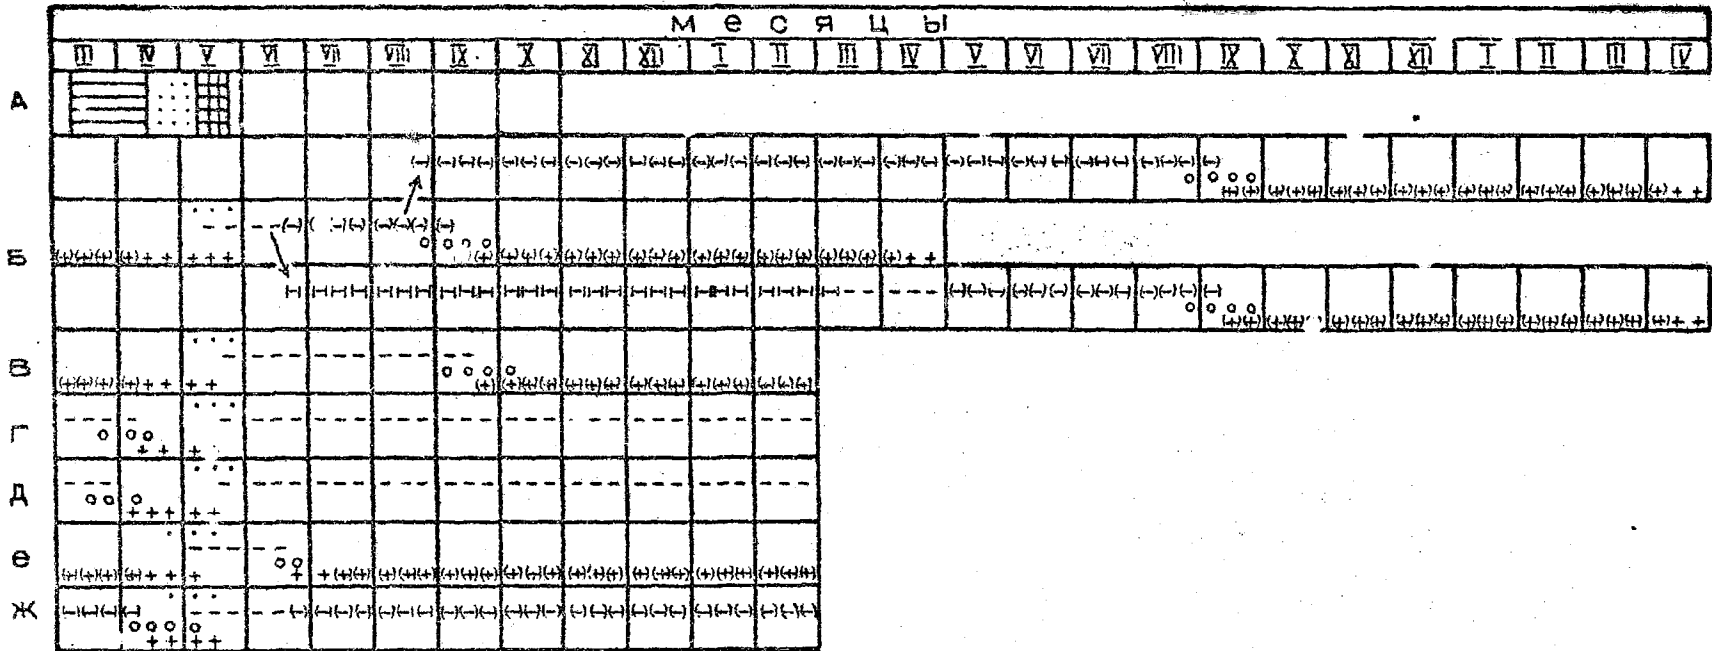 месяцы
III IV V VI VII VIII IX X XI XII I II III IV V VI VII VIII IX X XI XII I II III IV
А
Б
В
Г
Д
е
Ж